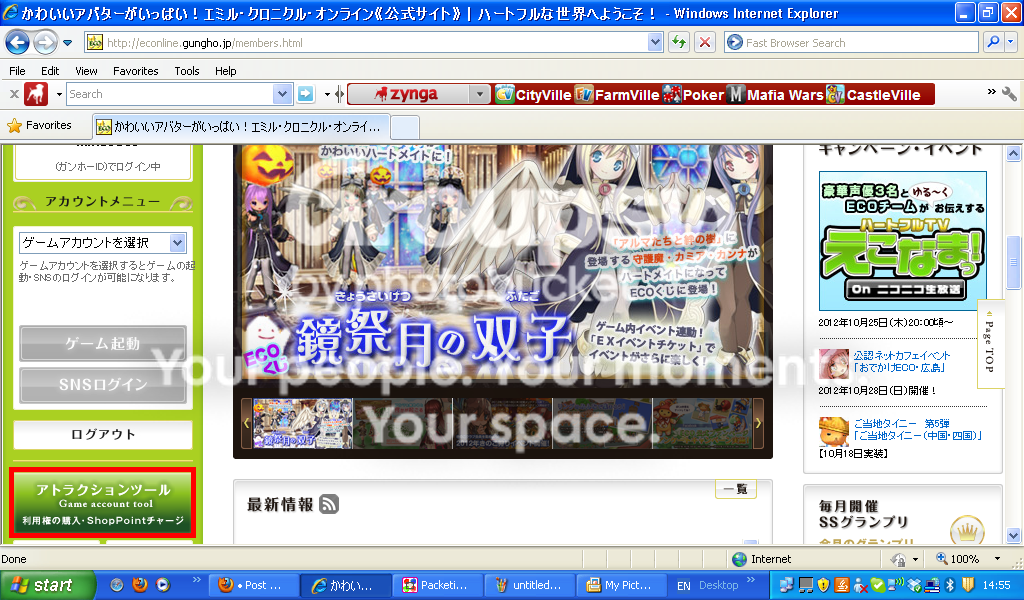 かわいいアバターがいっぱい！エミル・クロニクル・オンライン《公式サイト》 | ハートフルな世界へようこそ！ - Windows Internet Explorer
http://econline.gungho.jp/members.html
Fast Browser Search
File Edit View Favorites Tools Help
Search
zynga
CityVille FarmVille Poker Mafia Wars CastleVille
Favorites
かわいいアバターがいっぱい！エミル・クロニクル・オンライ...
(ガンホーID)でログイン中
アカウントメニュー
ゲームアカウントを選択
ゲームアカウントを選択するとゲームの起
動・SNSのログインが可能になります。
ゲーム起動
SNSログイン
ログアウト
アトラクションツール
Game account tool
利用権の購入・ShopPointチャージ
かわいいハートメイトに！
「アルマたちと絆の樹」に
登場する 守護魔・カミア・カンナが
ハートメイトになって
ECOくじに登場！
きょうさいげつ ふたご
鏡祭月の双子
ECOくじ
ゲーム内イベント連動！
「EXイベントチケット」で
イベントがさらに楽しく！
Your people. Your moment.
Your space.
鏡祭月の双子
最新情報
一覧
キャンペーン・イベント
豪華声優3名と ゆる～く
ECOチームが お伝えする
ハートフルTV
えこなま！
On ニコニコ生放送
2012年10月25日(木)20:00頃～
公認ネットカフェイベント
「おでかけECO・広島」
2012年10月28日(日)開催！
ご当地タイニー 第5弾
「ご当地タイニー(中国・四国)」
【10月18日実装】
Page TOP
毎月開催
SSグランプリ
Done
Internet
100%
start
• Post ...
かわい...
Packeti...
untitled...
My Pict...
EN
Desktop
14:55